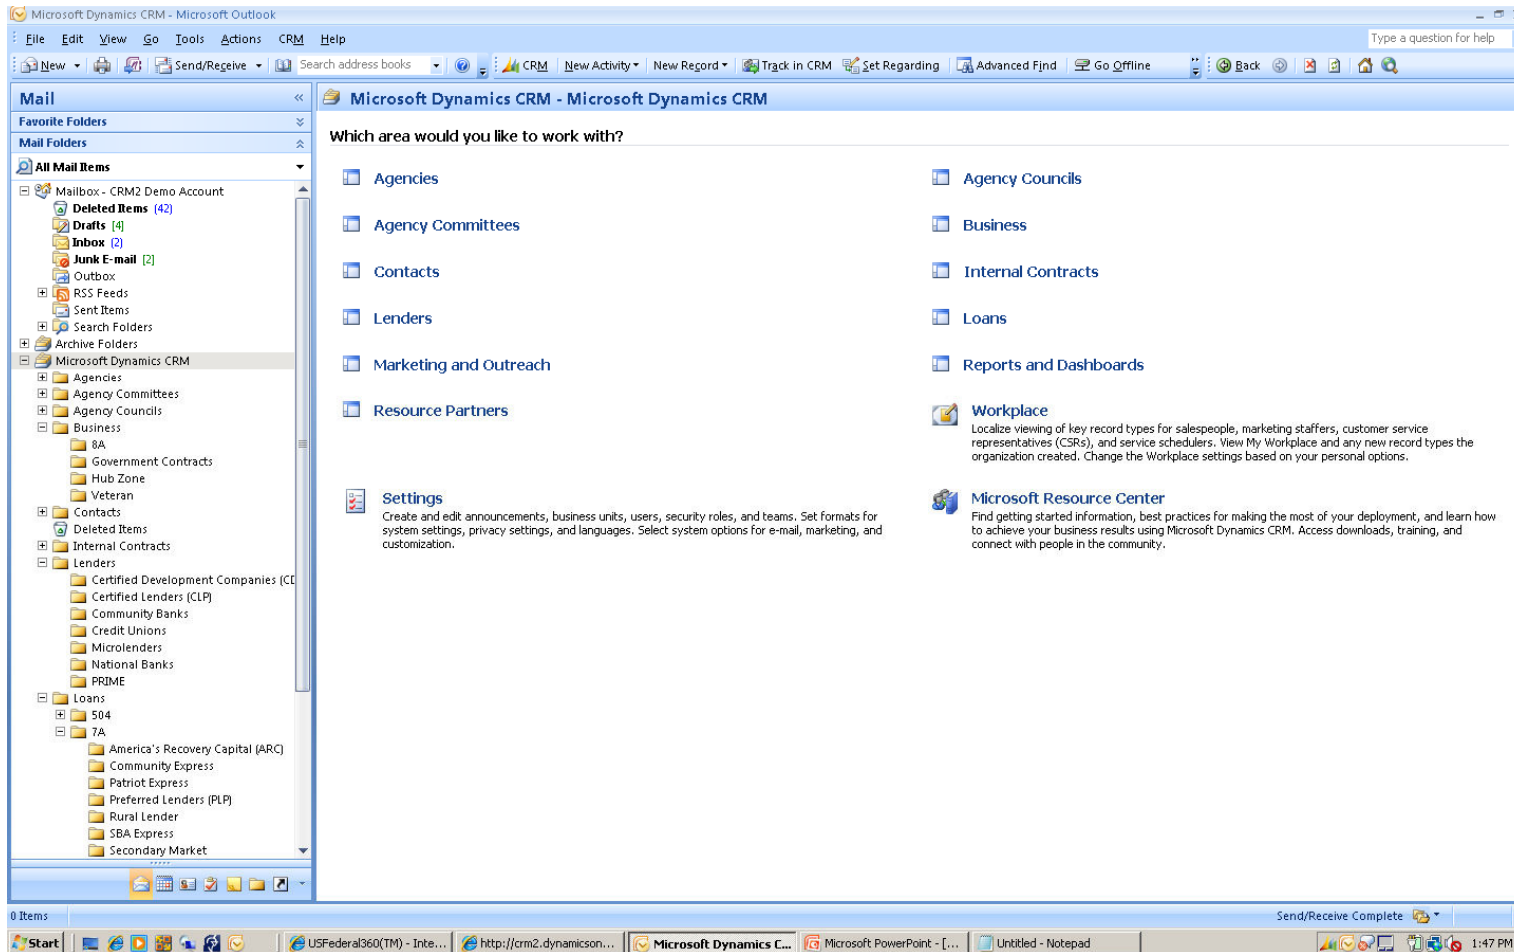 Microsoft Dynamics CRM - Microsoft Outlook
File Edit View Go Tools Actions CRM Help
Type a question for help
New Send/Receive Search address books CRM New Activity New Record Track in CRM Set Regarding Advanced Find Go Offline Back
Mail
Microsoft Dynamics CRM - Microsoft Dynamics CRM
Favorite Folders
Mail Folders
All Mail Items
Mailbox - CRM2 Demo Account
Deleted Items (42)
Drafts [4]
Inbox (2)
Junk E-mail [2]
Outbox
RSS Feeds
Sent Items
Search Folders
Archive Folders
Microsoft Dynamics CRM
Agencies
Agency Committees
Agency Councils
Business
8A
Government Contracts
Hub Zone
Veteran
Contacts
Deleted Items
Internal Contracts
Lenders
Certified Development Companies (CD
Certified Lenders (CLP)
Community Banks
Credit Unions
Microlenders
National Banks
PRIME
Loans
504
7A
America's Recovery Capital (ARC)
Community Express
Patriot Express
Preferred Lenders (PLP)
Rural Lender
SBA Express
Secondary Market
Which area would you like to work with?
Agencies
Agency Councils
Agency Committees
Business
Contacts
Internal Contracts
Lenders
Loans
Marketing and Outreach
Reports and Dashboards
Resource Partners
Workplace
Localize viewing of key record types for salespeople, marketing staffers, customer service
representatives (CSRs), and service schedulers. View My Workplace and any new record types the
organization created. Change the Workplace settings based on your personal options.
Settings
Create and edit announcements, business units, users, security roles, and teams. Set formats for
system settings, privacy settings, and languages. Select system options for e-mail, marketing, and
customization.
Microsoft Resource Center
Find getting started information, best practices for making the most of your deployment, and learn how
to achieve your business results using Microsoft Dynamics CRM. Access downloads, training, and
connect with people in the community.
0 Items
Send/Receive Complete
Start
USFederal360(TM) - Inte...
http://crm2.dynamicson...
Microsoft Dynamics C...
Microsoft PowerPoint - [...
Untitled - Notepad
1:47 PM